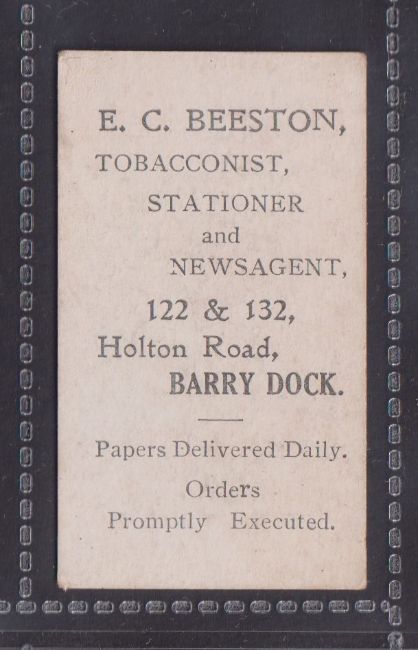 E. C. BEESTON,
TOBACCONIST,
STATIONER
and
NEWSAGENT,
122 & 132,
Holton Road,
BARRY DOCK.
Papers Delivered Daily.
Orders
Promptly Executed.